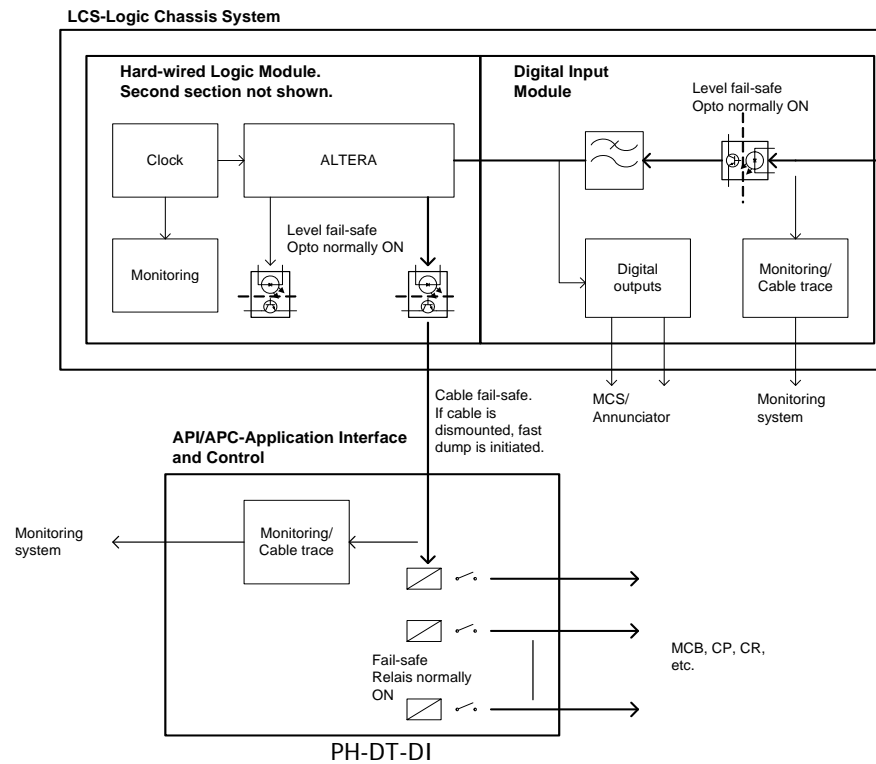 LCS-Logic Chassis System
Hard-wired Logic Module.
Second section not shown.
Digital Input
Module
Level fail-safe
Opto normally ON
Clock
ALTERA
Level fail-safe
Opto normally ON
Monitoring
Digital
outputs
Monitoring/
Cable trace
Cable fail-safe.
If cable is
dismounted, fast
dump is initiated.
MCS/
Annunciator
Monitoring
system
API/APC-Application Interface
and Control
Monitoring
system
Monitoring/
Cable trace
Fail-safe
Relais normally
ON
MCB, CP, CR,
etc.
PH-DT-DI